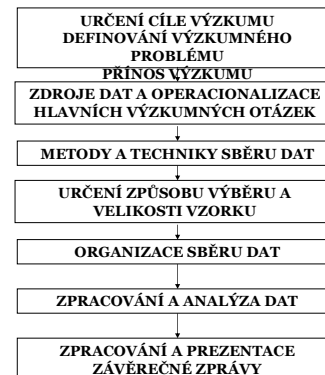 URČENÍ CÍLE VÝZKUMU
DEFINOVÁNÍ VÝZKUMNÉHO
PROBLÉMU
PŘÍNOS VÝZKUMU
ZDROJE DAT A OPERACIONALIZACE
HLAVNÍCH VÝZKUMNÝCH OTÁZEK
METODY A TECHNIKY SBĚRU DAT
URČENÍ ZPŮSOBU VÝBĚRU A
VELIKOSTI VZORKU
ORGANIZACE SBĚRU DAT
ZPRACOVÁNÍ A ANALÝZA DAT
ZPRACOVÁNÍ A PREZENTACE
ZÁVĚREČNÉ ZPRÁVY